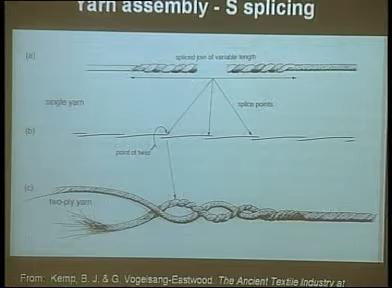 Yarn assembly - S splicing
(a)
spliced join of variable length
single yarn
splice points
(b)
point of twist
(c)
two-ply yarn
From: Kemp, B. J. & G. Vogelsang-Eastwood. The Ancient Textile Industry at